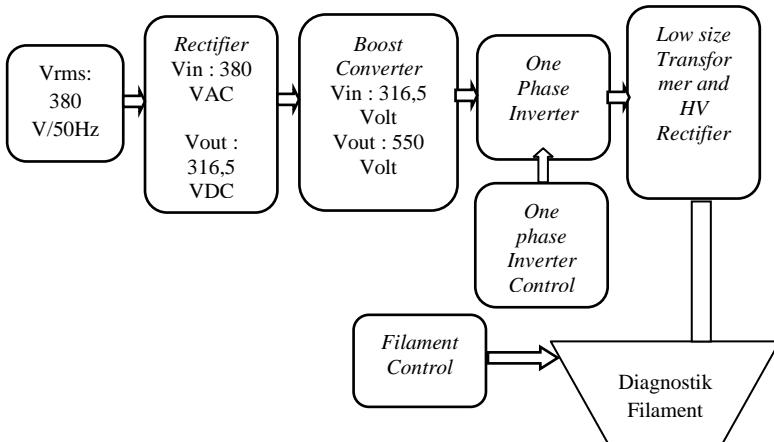 Vrms:
380
V/50Hz
Rectifier
Vin : 380
VAC
Vout :
316,5
VDC
Boost
Converter
Vin : 316,5
Volt
Vout : 550
Volt
One
Phase
Inverter
Low size
Transfor
mer and
HV
Rectifier
One
phase
Inverter
Control
Filament
Control
Diagnostik
Filament